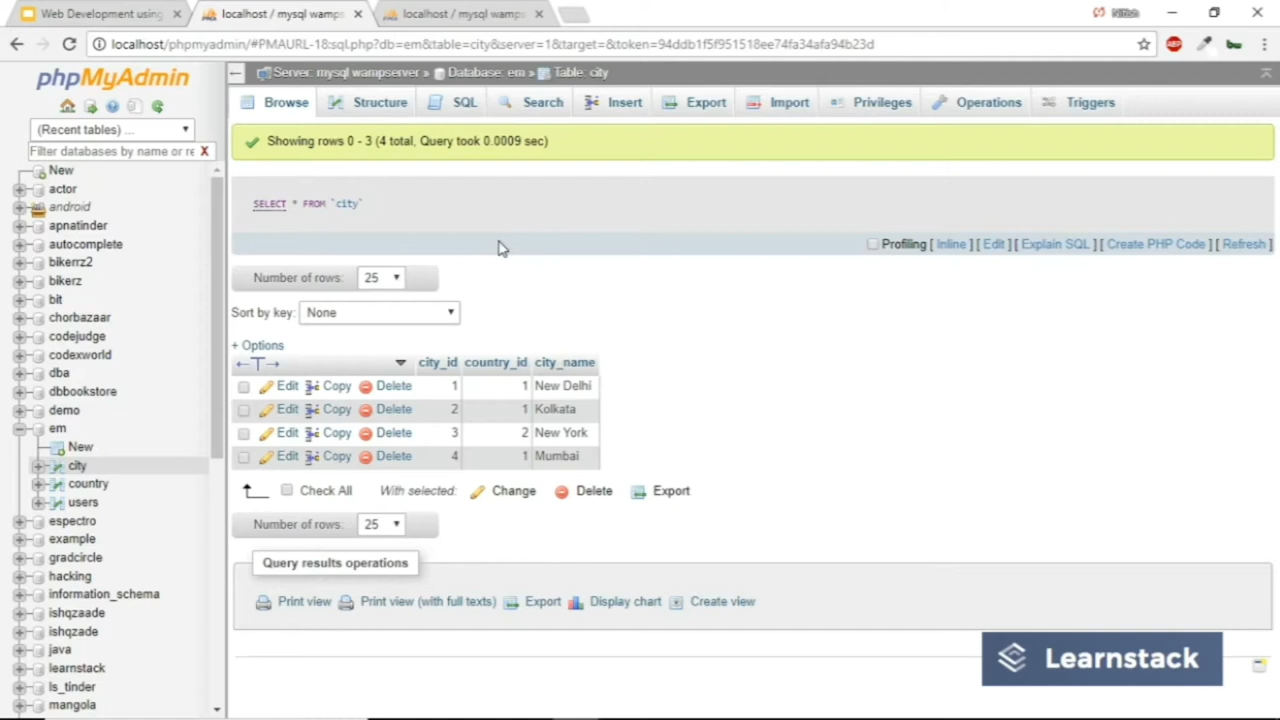 Web Development using
localhost / mysql wamps
localhost / mysql wamps
Nitish
localhost/phpmyadmin/#PMAURL-18:sql.php?db=em&table=city&server=1&target=&token=94ddb1f5f951518ee74fa34afa94b23d
ABP
phpMyAdmin
(Recent tables) ...
Filter databases by name or re X
New
actor
android
apnatinder
autocomplete
bikerrz2
bikerz
bit
chorbazaar
codejudge
codexworld
dba
dbbookstore
demo
em
New
city
country
users
espectro
example
gradcircle
hacking
information_schema
ishqzaade
ishqzade
java
learnstack
ls_tinder
mangola
Server: mysql wampserver » Database: em » Table: city
Browse Structure SQL Search Insert Export Import Privileges Operations Triggers
Showing rows 0 - 3 (4 total, Query took 0.0009 sec)
SELECT * FROM `city`
Profiling [ Inline ] [ Edit ] [ Explain SQL ] [ Create PHP Code ] [ Refresh ]
Number of rows: 25
Sort by key: None
+ Options
city_id country_id city_name
Edit Copy Delete 1 1 New Delhi
Edit Copy Delete 2 1 Kolkata
Edit Copy Delete 3 2 New York
Edit Copy Delete 4 1 Mumbai
Check All With selected: Change Delete Export
Number of rows: 25
Query results operations
Print view Print view (with full texts) Export Display chart Create view
Learnstack